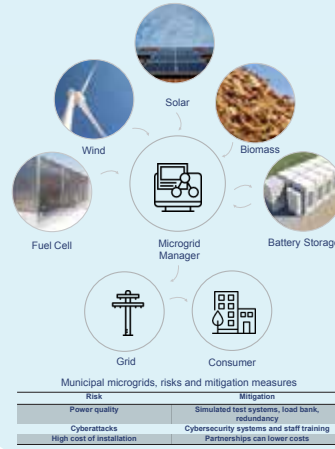 Solar
Wind
Biomass
Fuel Cell
Microgrid
Manager
Battery Storage
Grid
Consumer
Municipal microgrids, risks and mitigation measures
Risk Mitigation
Power quality Simulated test systems, load bank,
redundancy
Cyberattacks Cybersecurity systems and staff training
High cost of installation Partnerships can lower costs